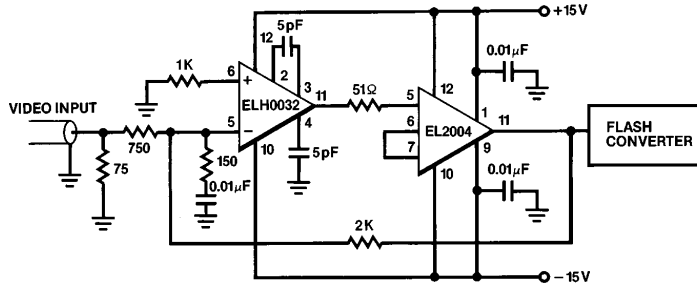 +15V
12
5pF
0.01µF
1K
6
+
2
3
ELH0032
11
51Ω
5
12
1
VIDEO INPUT
5
−
4
6
EL2004
11
FLASH
CONVERTER
750
10
5pF
7
9
75
150
0.01µF
10
0.01µF
2K
−15V